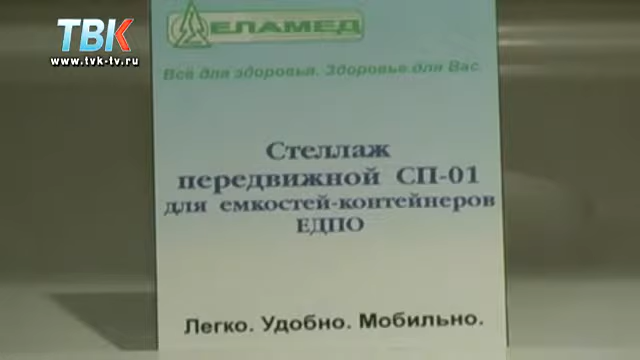 ТВК
www.tvk-tv.ru
ЕЛАМЕД
Всё для здоровья. Здоровье для Вас.
Стеллаж
передвижной СП-01
для емкостей-контейнеров
ЕДПО
Легко. Удобно. Мобильно.